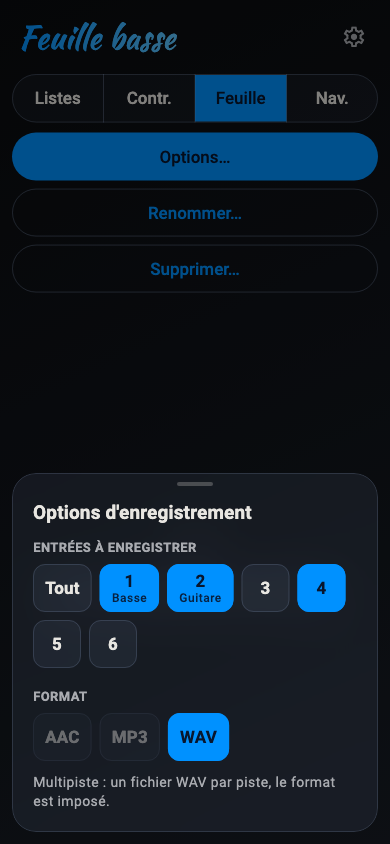 Feuille basse
Listes
Contr.
Feuille
Nav.
Options…
Renommer…
Supprimer…
Options d'enregistrement
ENTRÉES À ENREGISTRER
Tout
1
Basse
2
Guitare
3
4
5
6
FORMAT
AAC
MP3
WAV
Multipiste : un fichier WAV par piste, le format
est imposé.